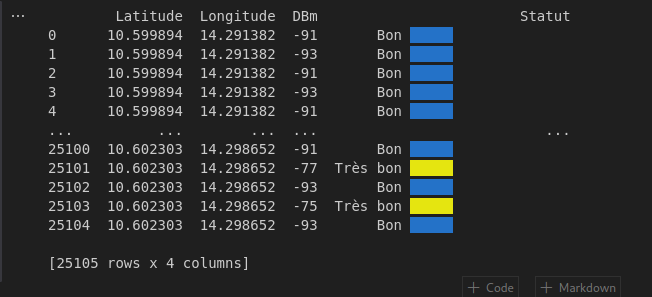 ...
Latitude Longitude DBm Statut
0 10.599894 14.291382 -91 Bon
1 10.599894 14.291382 -93 Bon
2 10.599894 14.291382 -91 Bon
3 10.599894 14.291382 -93 Bon
4 10.599894 14.291382 -91 Bon
... ... ... ... ...
25100 10.602303 14.298652 -91 Bon
25101 10.602303 14.298652 -77 Très bon
25102 10.602303 14.298652 -93 Bon
25103 10.602303 14.298652 -75 Très bon
25104 10.602303 14.298652 -93 Bon
[25105 rows x 4 columns]
+ Code + Markdown